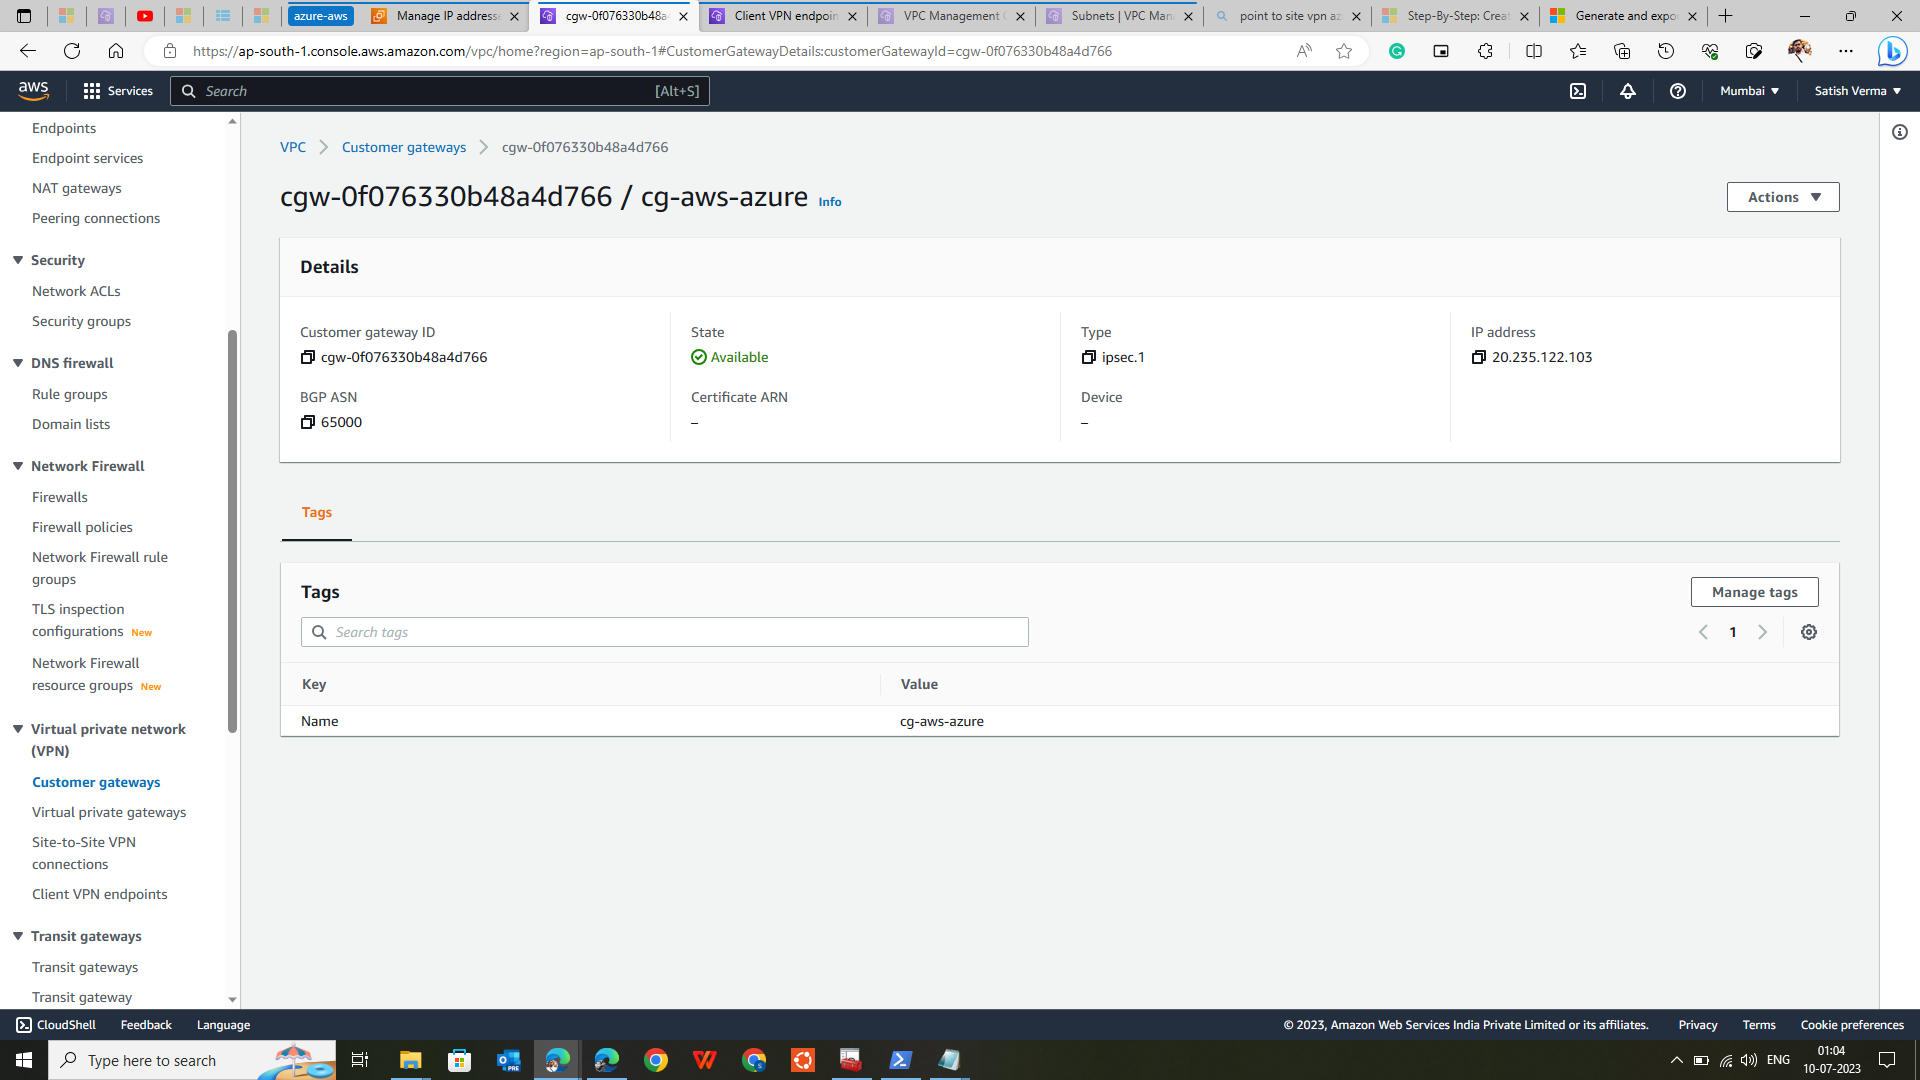 azure-aws
Manage IP addresse
cgw-0f076330b48a4
Client VPN endpoin
VPC Management C
Subnets | VPC Man
point to site vpn az
Step-By-Step: Creat
Generate and expo
https://ap-south-1.console.aws.amazon.com/vpc/home?region=ap-south-1#CustomerGatewayDetails:customerGatewayId=cgw-0f076330b48a4d766
aws
Services
Search
[Alt+S]
Mumbai
Satish Verma
Endpoints
Endpoint services
NAT gateways
Peering connections
Security
Network ACLs
Security groups
DNS firewall
Rule groups
Domain lists
Network Firewall
Firewalls
Firewall policies
Network Firewall rule
groups
TLS inspection
configurations New
Network Firewall
resource groups New
Virtual private network
(VPN)
Customer gateways
Virtual private gateways
Site-to-Site VPN
connections
Client VPN endpoints
Transit gateways
Transit gateways
Transit gateway
VPC
Customer gateways
cgw-0f076330b48a4d766
cgw-0f076330b48a4d766 / cg-aws-azure Info
Actions
Details
Customer gateway ID
cgw-0f076330b48a4d766
State
Available
Type
ipsec.1
IP address
20.235.122.103
BGP ASN
65000
Certificate ARN
–
Device
–
Tags
Tags
Manage tags
Search tags
1
Key
Value
Name
cg-aws-azure
CloudShell
Feedback
Language
© 2023, Amazon Web Services India Private Limited or its affiliates.
Privacy
Terms
Cookie preferences
Type here to search
PRE
ENG
01:04
10-07-2023